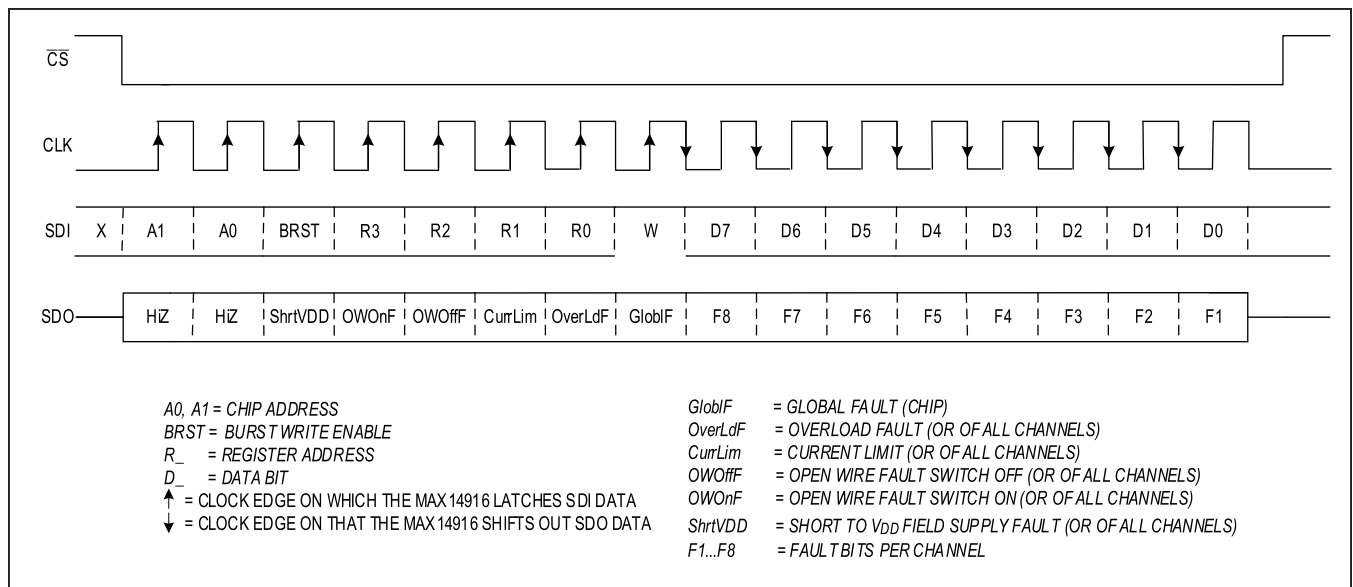 CS
CLK
SDI X A1 A0 BRST R3 R2 R1 R0 W D7 D6 D5 D4 D3 D2 D1 D0
SDO HiZ HiZ ShrtVDD OWOnF OWOffF CurrLim OverLdF GloblF F8 F7 F6 F5 F4 F3 F2 F1
A0, A1 = CHIP ADDRESS
BRST = BURST WRITE ENABLE
R_ = REGISTER ADDRESS
D_ = DATA BIT
↑ = CLOCK EDGE ON WHICH THE MAX14916 LATCHES SDI DATA
↓ = CLOCK EDGE ON THAT THE MAX14916 SHIFTS OUT SDO DATA
GloblF = GLOBAL FAULT (CHIP)
OverLdF = OVERLOAD FAULT (OR OF ALL CHANNELS)
CurrLim = CURRENT LIMIT (OR OF ALL CHANNELS)
OWOffF = OPEN WIRE FAULT SWITCH OFF (OR OF ALL CHANNELS)
OWOnF = OPEN WIRE FAULT SWITCH ON (OR OF ALL CHANNELS)
ShrtVDD = SHORT TO VDD FIELD SUPPLY FAULT (OR OF ALL CHANNELS)
F1...F8 = FAULT BITS PER CHANNEL